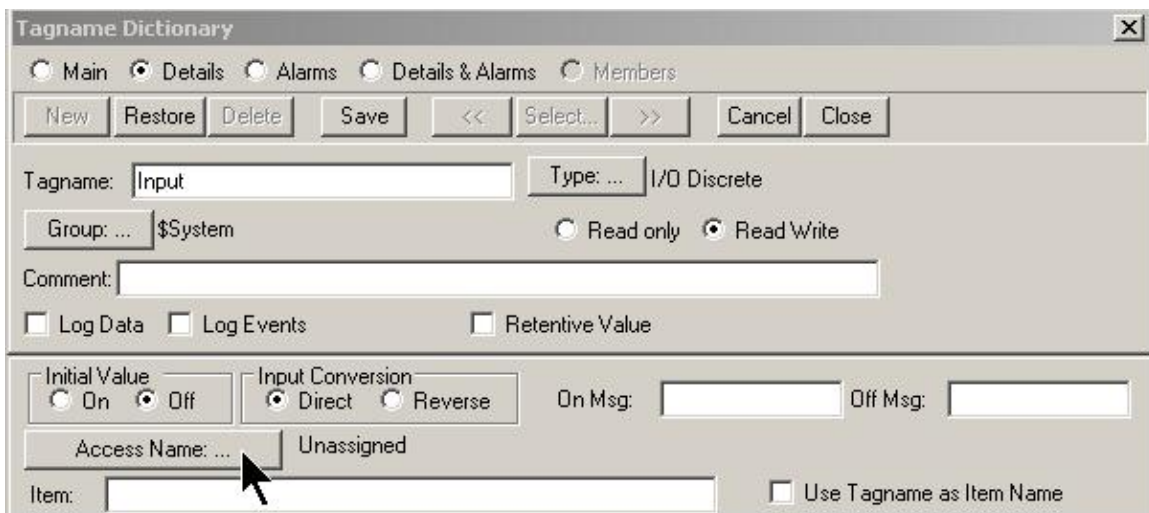 Tagname Dictionary
Main Details Alarms Details & Alarms Members
New Restore Delete Save << Select... >> Cancel Close
Tagname: Input Type: ... I/O Discrete
Group: ... $System Read only Read Write
Comment:
Log Data Log Events Retentive Value
Initial Value Input Conversion
On Off Direct Reverse On Msg: Off Msg:
Access Name: ... Unassigned
Item: Use Tagname as Item Name